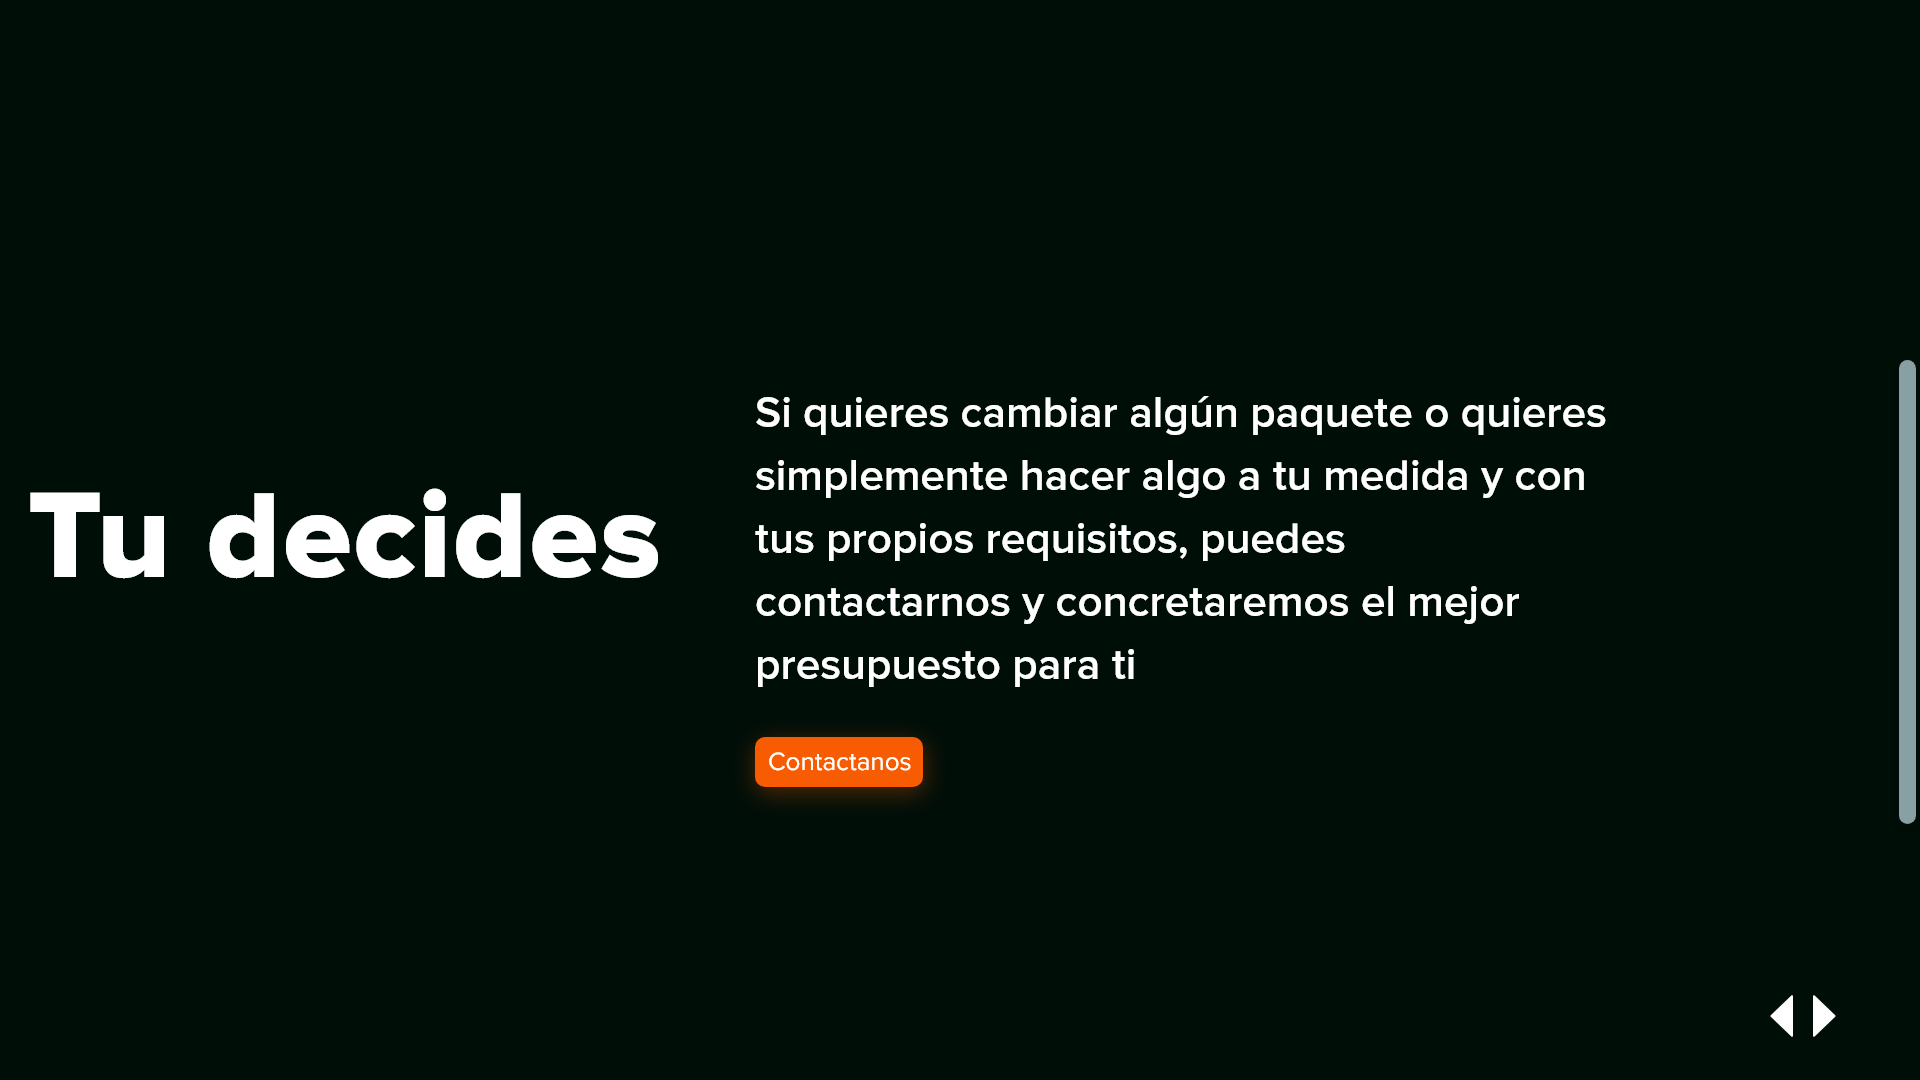 Tu decides
Si quieres cambiar algún paquete o quieres
simplemente hacer algo a tu medida y con
tus propios requisitos, puedes
contactarnos y concretaremos el mejor
presupuesto para ti
Contactanos